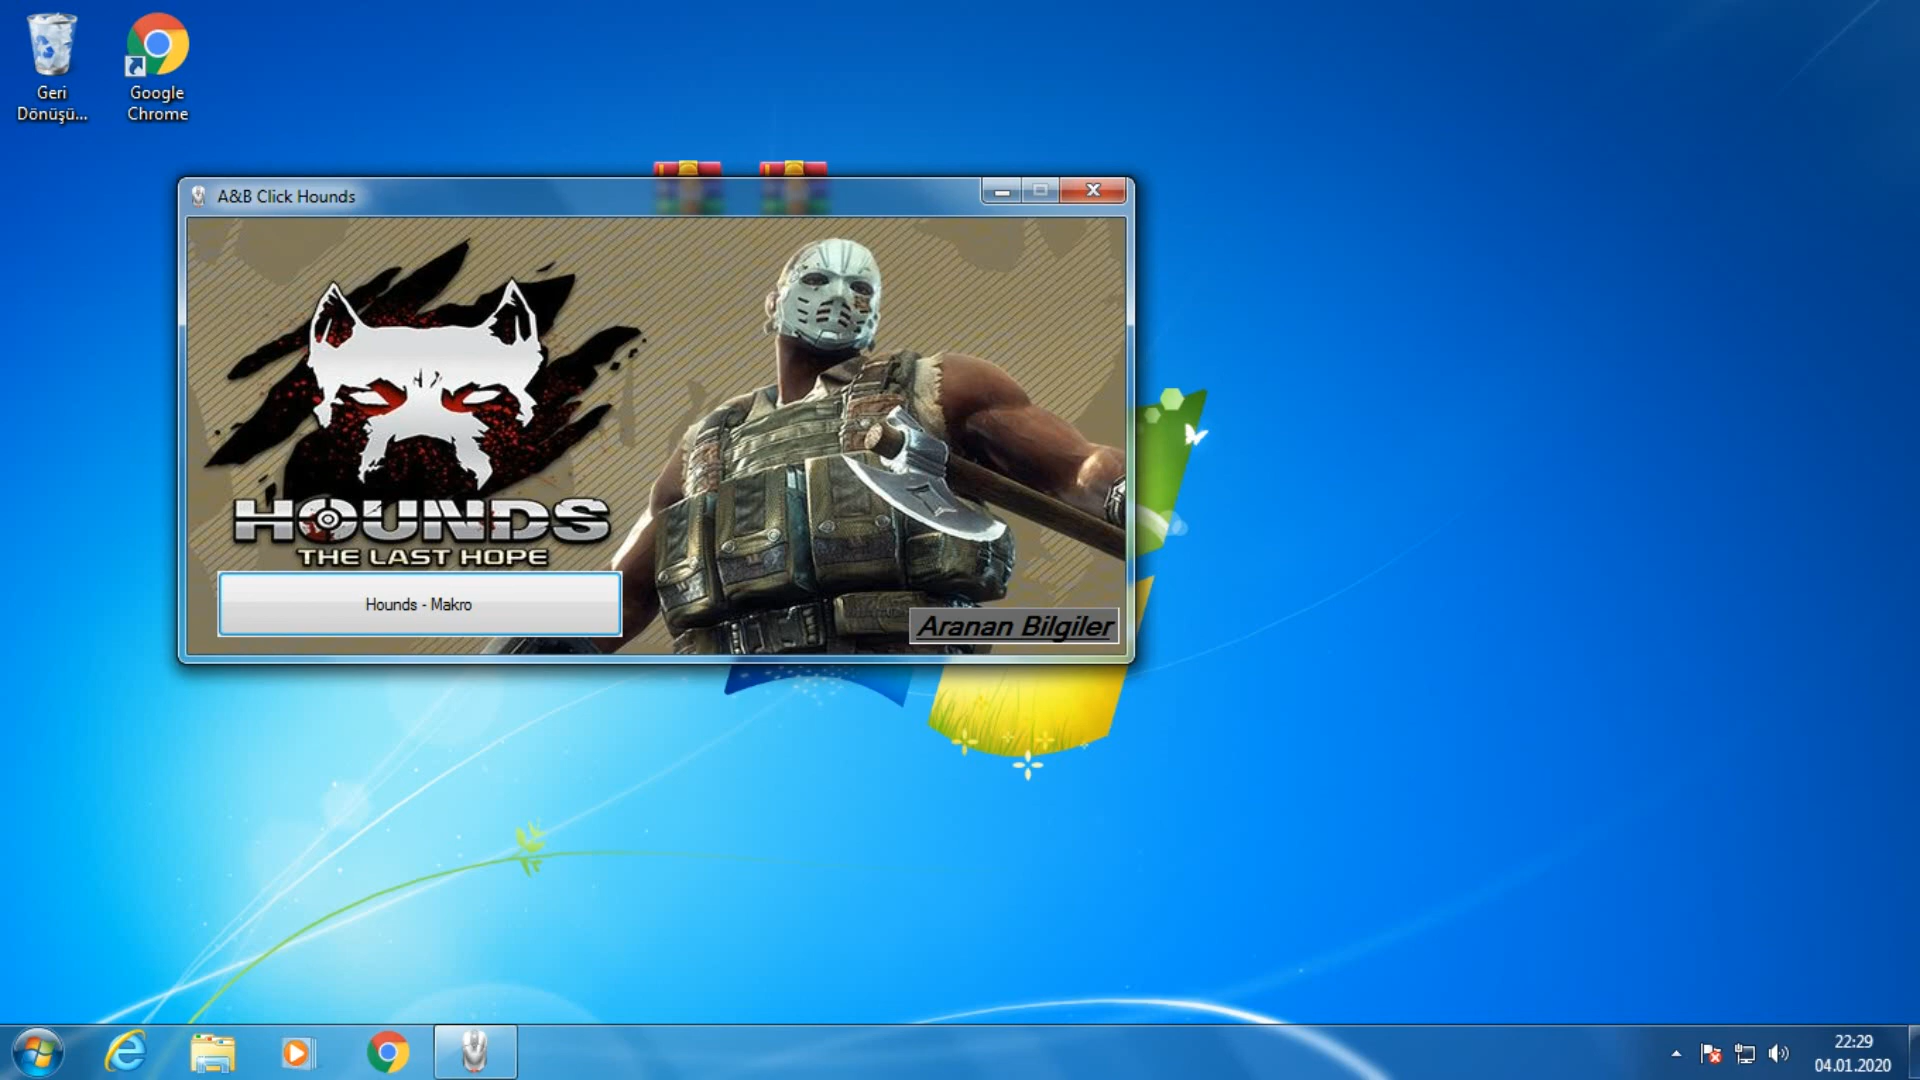 Geri
Dönüşü...
Google
Chrome
A&B Click Hounds
HOUNDS
THE LAST HOPE
Hounds - Makro
Aranan Bilgiler
22:29
04.01.2020